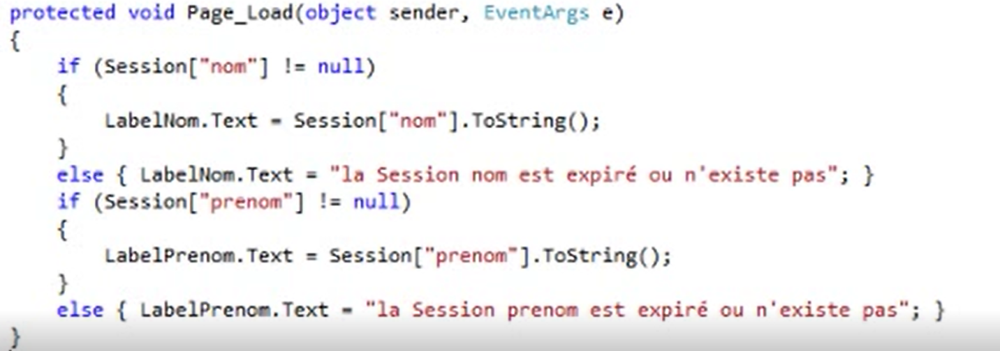 protected void Page_Load(object sender, EventArgs e)
{
if (Session["nom"] != null)
{
LabelNom.Text = Session["nom"].ToString();
}
else { LabelNom.Text = "la Session nom est expiré ou n'existe pas"; }
if (Session["prenom"] != null)
{
LabelPrenom.Text = Session["prenom"].ToString();
}
else { LabelPrenom.Text = "la Session prenom est expiré ou n'existe pas"; }
}